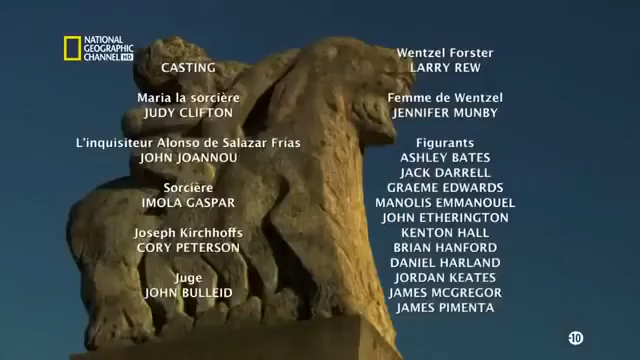 NATIONAL
GEOGRAPHIC
CHANNEL HD
CASTING
Maria la sorcière
JUDY CLIFTON
L'inquisiteur Alonso de Salazar Frías
JOHN JOANNOU
Sorcière
IMOLA GASPAR
Joseph Kirchhoffs
CORY PETERSON
Juge
JOHN BULLEID
Wentzel Forster
LARRY REW
Femme de Wentzel
JENNIFER MUNBY
Figurants
ASHLEY BATES
JACK DARRELL
GRAEME EDWARDS
MANOLIS EMMANOUEL
JOHN ETHERINGTON
KENTON HALL
BRIAN HANFORD
DANIEL HARLAND
JORDAN KEATES
JAMES MCGREGOR
JAMES PIMENTA
-10